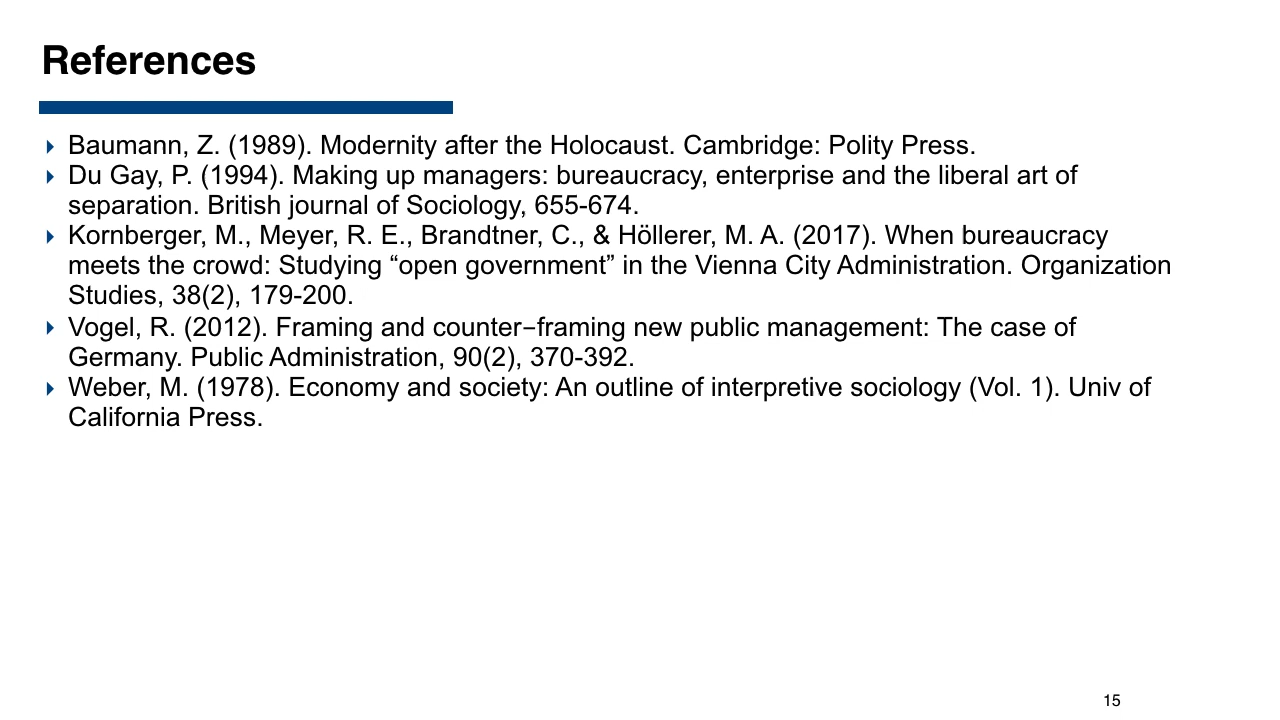 References
Baumann, Z. (1989). Modernity after the Holocaust. Cambridge: Polity Press.
Du Gay, P. (1994). Making up managers: bureaucracy, enterprise and the liberal art of
separation. British journal of Sociology, 655-674.
Kornberger, M., Meyer, R. E., Brandtner, C., & Höllerer, M. A. (2017). When bureaucracy
meets the crowd: Studying “open government” in the Vienna City Administration. Organization
Studies, 38(2), 179-200.
Vogel, R. (2012). Framing and counter‒framing new public management: The case of
Germany. Public Administration, 90(2), 370-392.
Weber, M. (1978). Economy and society: An outline of interpretive sociology (Vol. 1). Univ of
California Press.
15